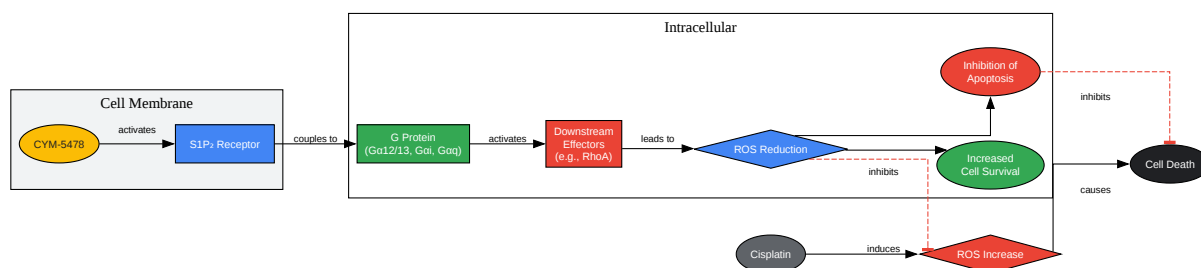 Intracellular
Cell Membrane
CYM-5478
activates
S1P₂ Receptor
couples to
G Protein
(Gα12/13, Gαi, Gαq)
activates
Downstream
Effectors
(e.g., RhoA)
leads to
ROS Reduction
inhibits
Inhibition of
Apoptosis
inhibits
Increased
Cell Survival
Cell Death
causes
Cisplatin
induces
ROS Increase